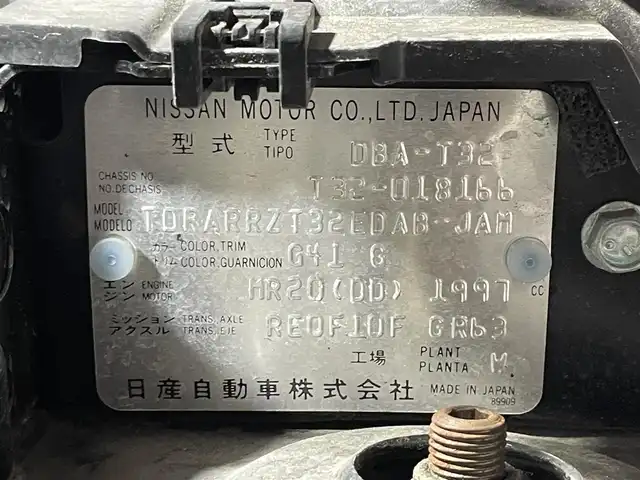 NISSAN MOTOR CO.,LTD. JAPAN
型式 TYPE TIPO DBA-T32
CHASSIS NO. NO. DECHASIS T32-018166
MODEL MODELO TDRARRZT32EDAB-JAM
カラー COLOR, TRIM トリム COLOR, GUARNICION G41 G
エンジン ENGINE MOTOR MR20(DD) 1997 CC
ミッション TRANS. AXLE アクスル TRANS. EJE RE0F10F GR63
工場 PLANT PLANTA M
日産自動車株式会社 MADE IN JAPAN
89909